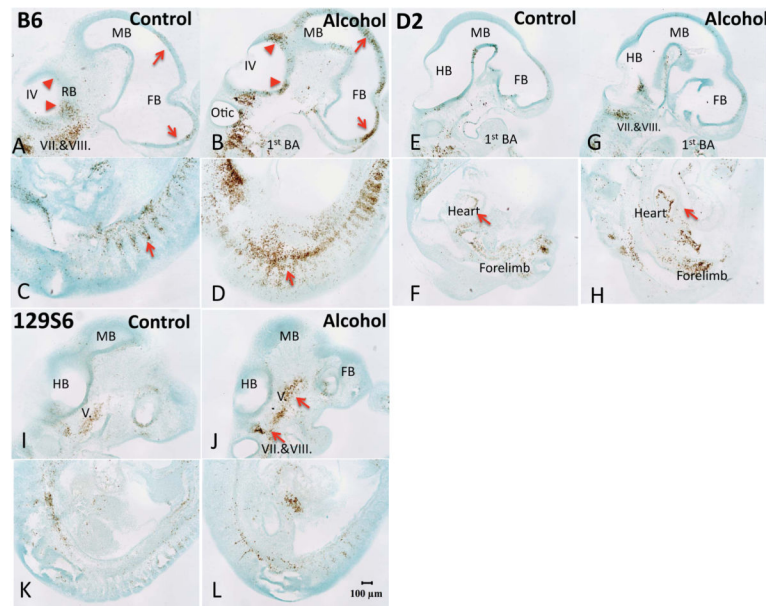 B6 Control Alcohol D2 Control Alcohol
MB MB MB MB
IV RB IV HB HB
FB FB FB FB
Otic
VII.&VIII. 1st BA 1st BA VII.&VIII. 1st BA
A B E G
Heart Heart
Forelimb Forelimb
C D F H
129S6 Control Alcohol
MB MB
HB HB FB
V. V.
VII.&VIII.
I J
K L 100 µm